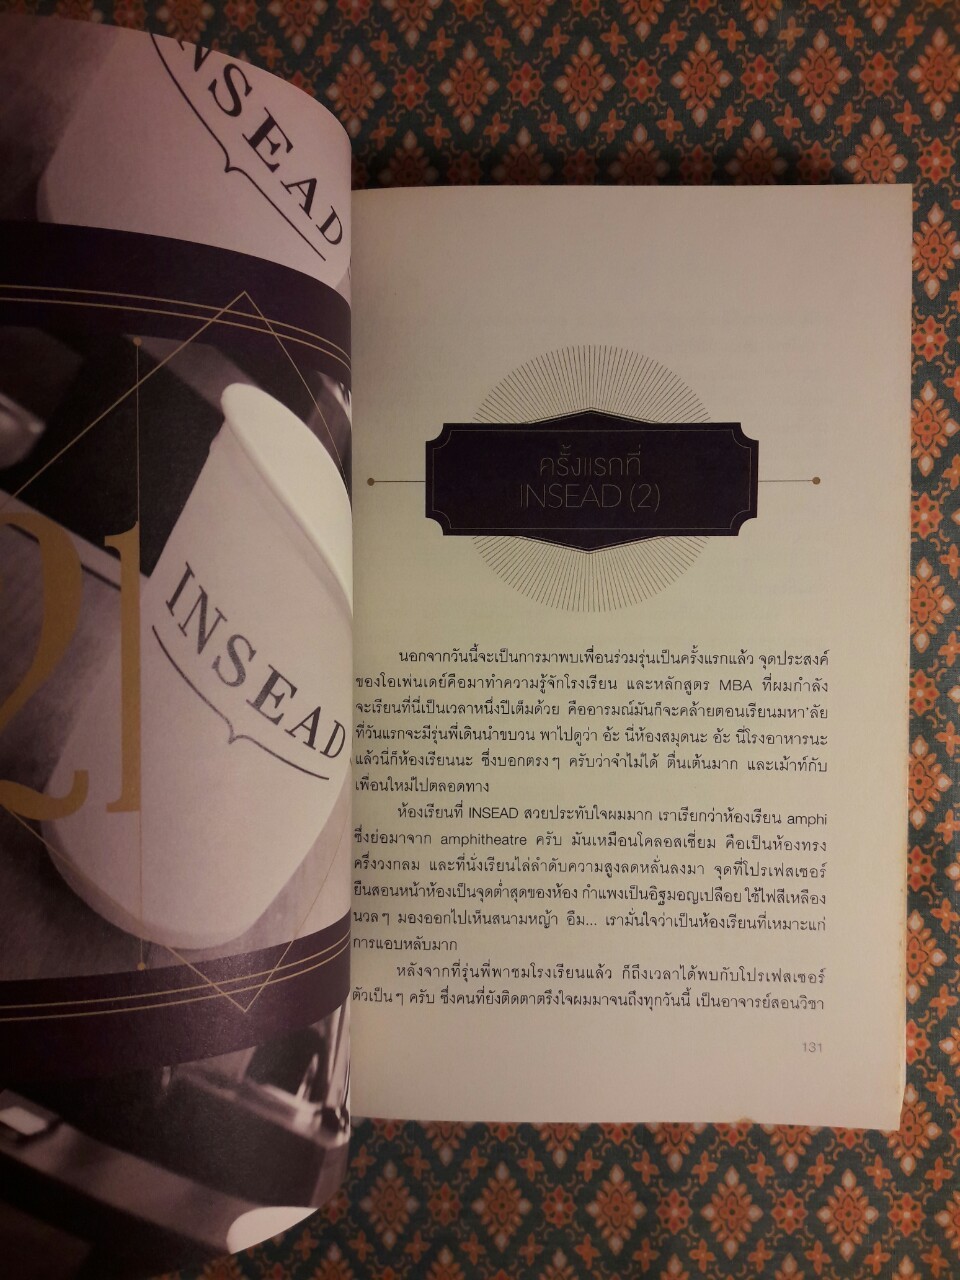 INSEAD
21
INSEAD
ครั้งแรกที่
INSEAD (2)
นอกจากวันนี้จะเป็นการมาพบเพื่อนร่วมรุ่นเป็นครั้งแรกแล้ว จุดประสงค์
ของโอเพ่นเดย์คือมาทำความรู้จักโรงเรียน และหลักสูตร MBA ที่ผมกำลัง
จะเรียนที่นี่เป็นเวลาหนึ่งปีเต็มด้วย คืออารมณ์มันก็จะคล้ายตอนเรียนมหา'ลัย
ที่วันแรกจะมีรุ่นพี่เดินนำขบวน พาไปดูว่า อ้ะ นี่ห้องสมุดนะ อ้ะ นี่โรงอาหารนะ
แล้วนี่ก็ห้องเรียนนะ ซึ่งบอกตรงๆ ครับว่าจำไม่ได้ ตื่นเต้นมาก และเม้าท์กับ
เพื่อนใหม่ไปตลอดทาง
ห้องเรียนที่ INSEAD สวยประทับใจผมมาก เราเรียกว่าห้องเรียน amphi
ซึ่งย่อมาจาก amphitheatre ครับ มันเหมือนโคลอสเซี่ยม คือเป็นห้องทรง
ครึ่งวงกลม และที่นั่งเรียนไล่ลำดับความสูงลดหลั่นลงมา จุดที่โปรเฟสเซอร์
ยืนสอนหน้าห้องเป็นจุดต่ำสุดของห้อง กำแพงเป็นอิฐมอญเปลือย ใช้ไฟสีเหลือง
นวลๆ มองออกไปเห็นสนามหญ้า อืม... เรามั่นใจว่าเป็นห้องเรียนที่เหมาะแก่
การแอบหลับมาก
หลังจากที่รุ่นพี่พาชมโรงเรียนแล้ว ก็ถึงเวลาได้พบกับโปรเฟสเซอร์
ตัวเป็นๆ ครับ ซึ่งคนที่ยังติดตาตรึงใจผมมาจนถึงทุกวันนี้ เป็นอาจารย์สอนวิชา
131